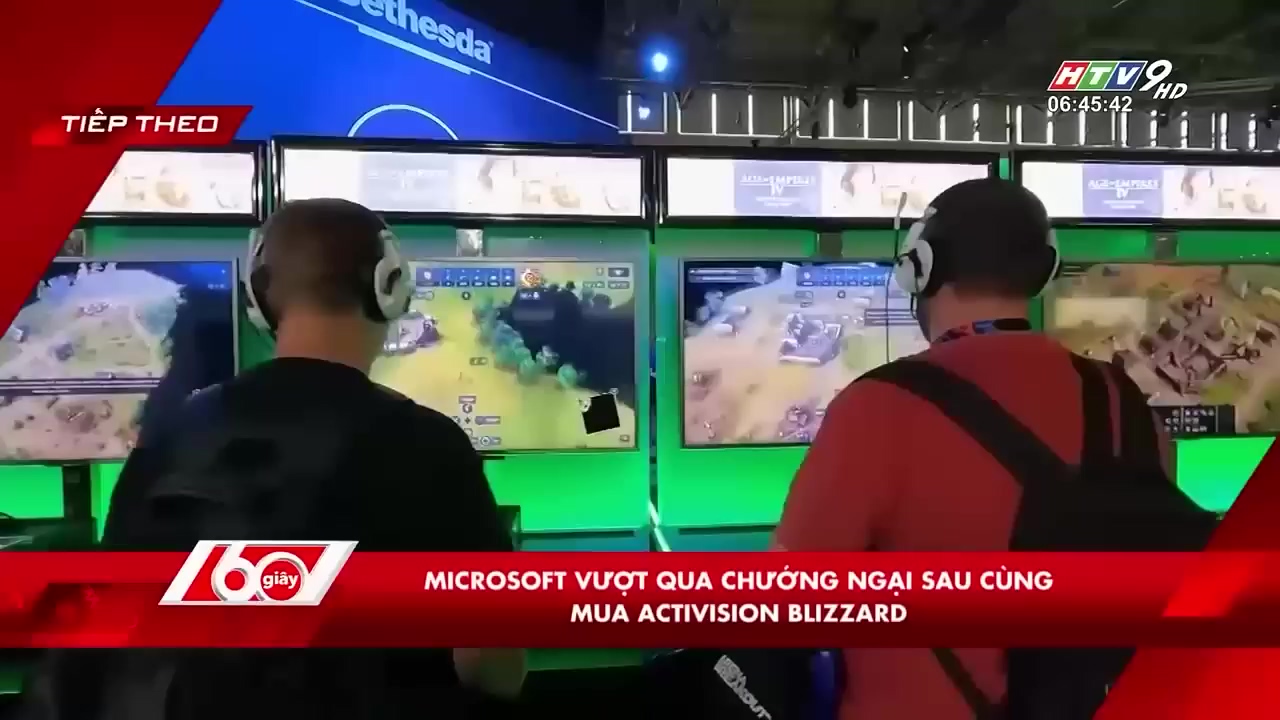 Bethesda
HTV9
HD
06:45:42
TIẾP THEO
AGE OF EMPIRES
IV
AGE OF EMPIRES
IV
60
giây
MICROSOFT VƯỢT QUA CHƯỚNG NGẠI SAU CÙNG
MUA ACTIVISION BLIZZARD